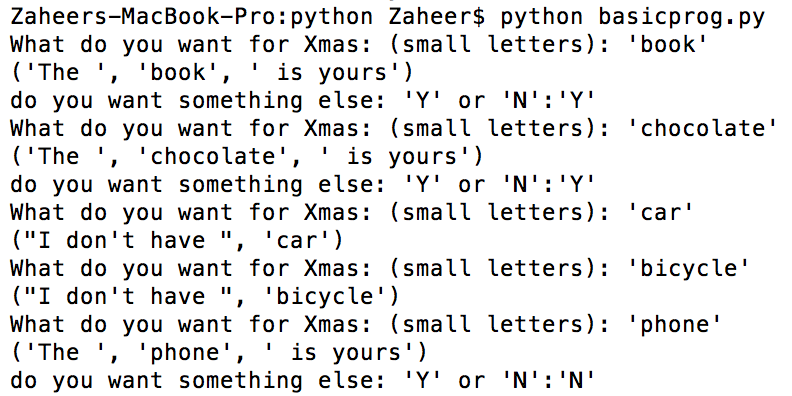 Zaheers-MacBook-Pro:python Zaheer$ python basicprog.py
What do you want for Xmas: (small letters): 'book'
('The ', 'book', ' is yours')
do you want something else: 'Y' or 'N':'Y'
What do you want for Xmas: (small letters): 'chocolate'
('The ', 'chocolate', ' is yours')
do you want something else: 'Y' or 'N':'Y'
What do you want for Xmas: (small letters): 'car'
("I don't have ", 'car')
What do you want for Xmas: (small letters): 'bicycle'
("I don't have ", 'bicycle')
What do you want for Xmas: (small letters): 'phone'
('The ', 'phone', ' is yours')
do you want something else: 'Y' or 'N':'N'